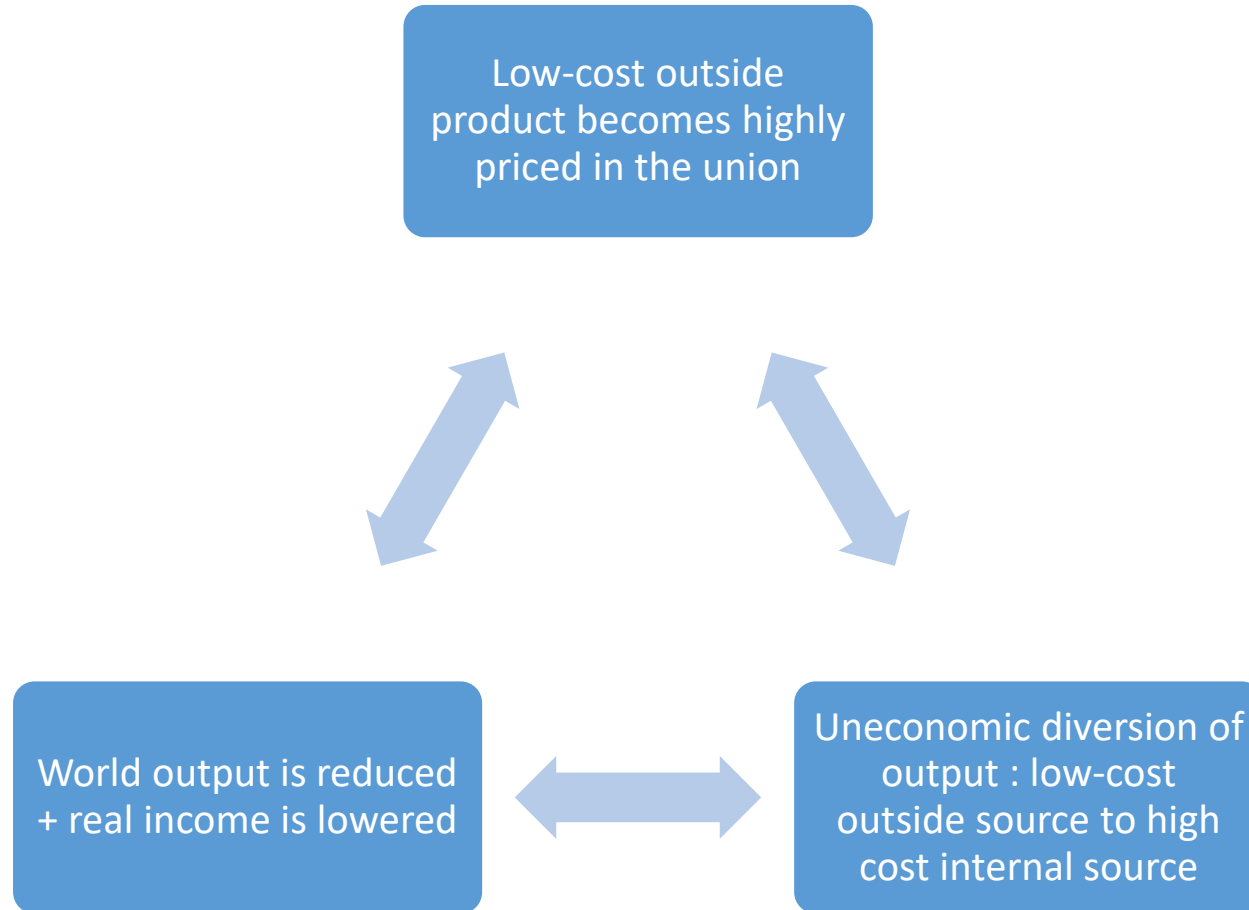 Low-cost outside
product becomes highly
priced in the union
World output is reduced
+ real income is lowered
Uneconomic diversion of
output : low-cost
outside source to high
cost internal source